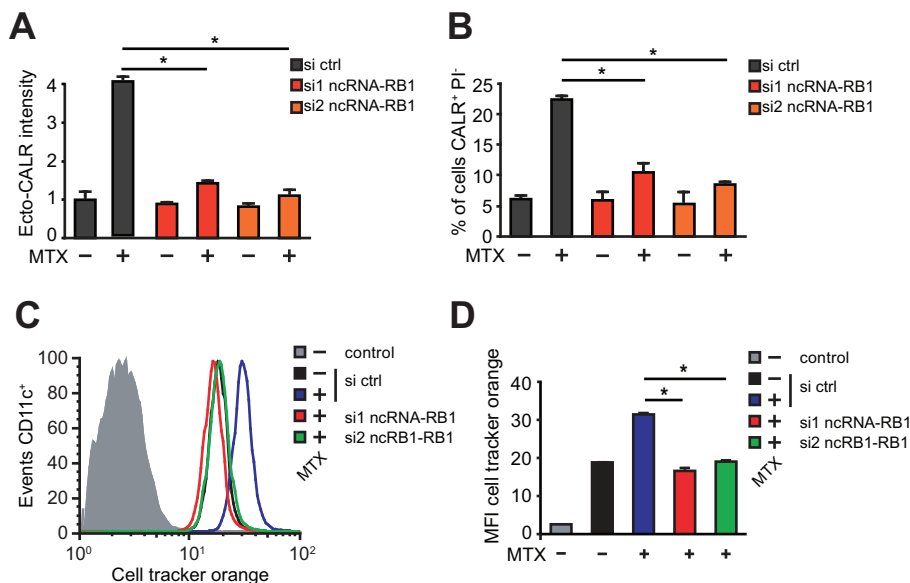 A
Ecto-CALR intensity
4
3
2
1
0
*
*
si ctrl
si1 ncRNA-RB1
si2 ncRNA-RB1
MTX − + − + − +
B
% of cells CALR⁺ PI⁻
25
20
15
10
5
0
*
*
si ctrl
si1 ncRNA-RB1
si2 ncRNA-RB1
MTX − + − + − +
C
Events CD11c⁺
100
80
60
40
20
0
10⁰ 10¹ 10²
Cell tracker orange
− control
− si ctrl
+
+ si1 ncRNA-RB1
+ si2 ncRB1-RB1
MTX
D
MFI cell tracker orange
40
30
20
10
0
*
*
− control
− si ctrl
+
+ si1 ncRNA-RB1
+ si2 ncRB1-RB1
MTX
MTX − − + + +